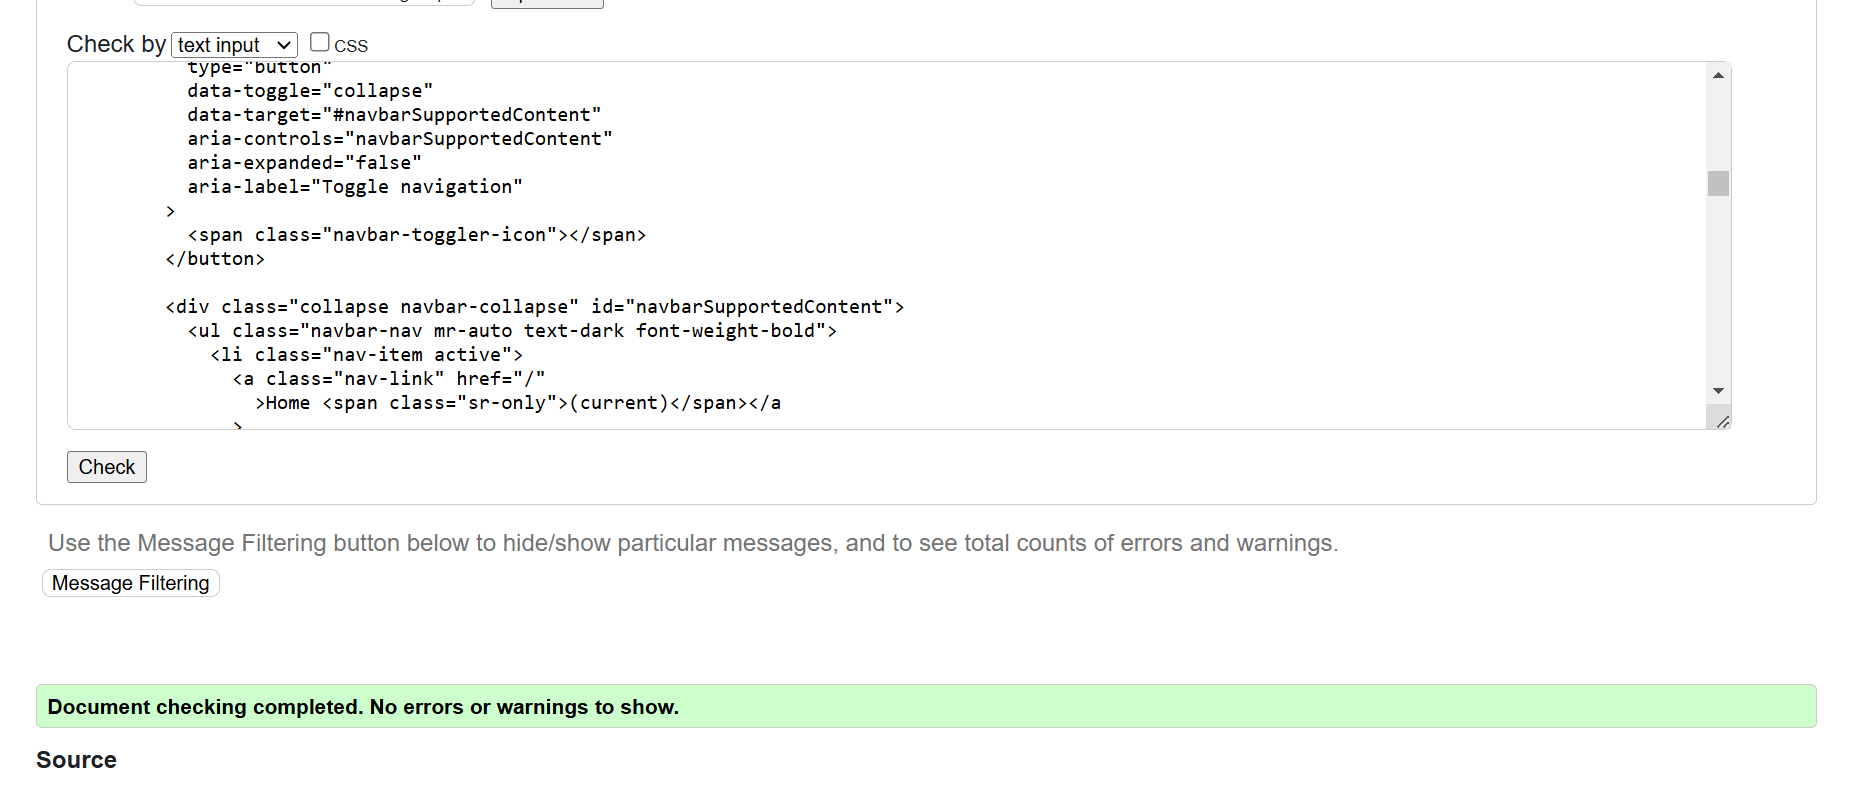 Check by text input CSS
type="button"
data-toggle="collapse"
data-target="#navbarSupportedContent"
aria-controls="navbarSupportedContent"
aria-expanded="false"
aria-label="Toggle navigation"
>
<span class="navbar-toggler-icon"></span>
</button>
<div class="collapse navbar-collapse" id="navbarSupportedContent">
<ul class="navbar-nav mr-auto text-dark font-weight-bold">
<li class="nav-item active">
<a class="nav-link" href="/"
>Home <span class="sr-only">(current)</span></a
>
Check
Use the Message Filtering button below to hide/show particular messages, and to see total counts of errors and warnings.
Message Filtering
Document checking completed. No errors or warnings to show.
Source